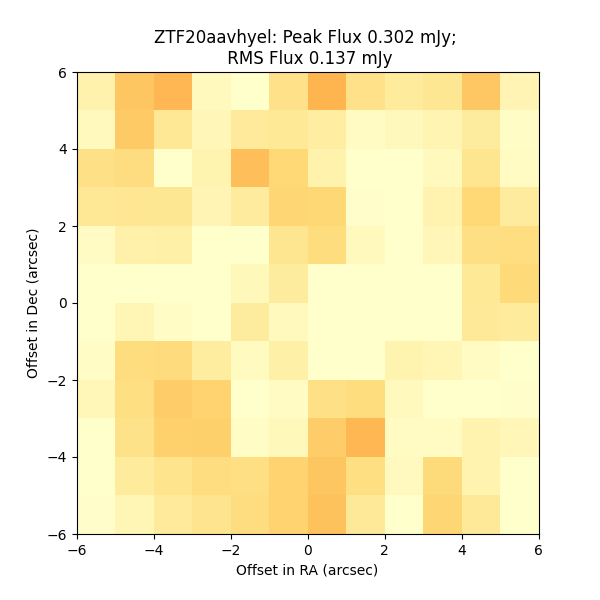 ZTF20aavhyel: Peak Flux 0.302 mJy;
RMS Flux 0.137 mJy
6
4
2
0
−2
−4
−6
Offset in Dec (arcsec)
−6 −4 −2 0 2 4 6
Offset in RA (arcsec)